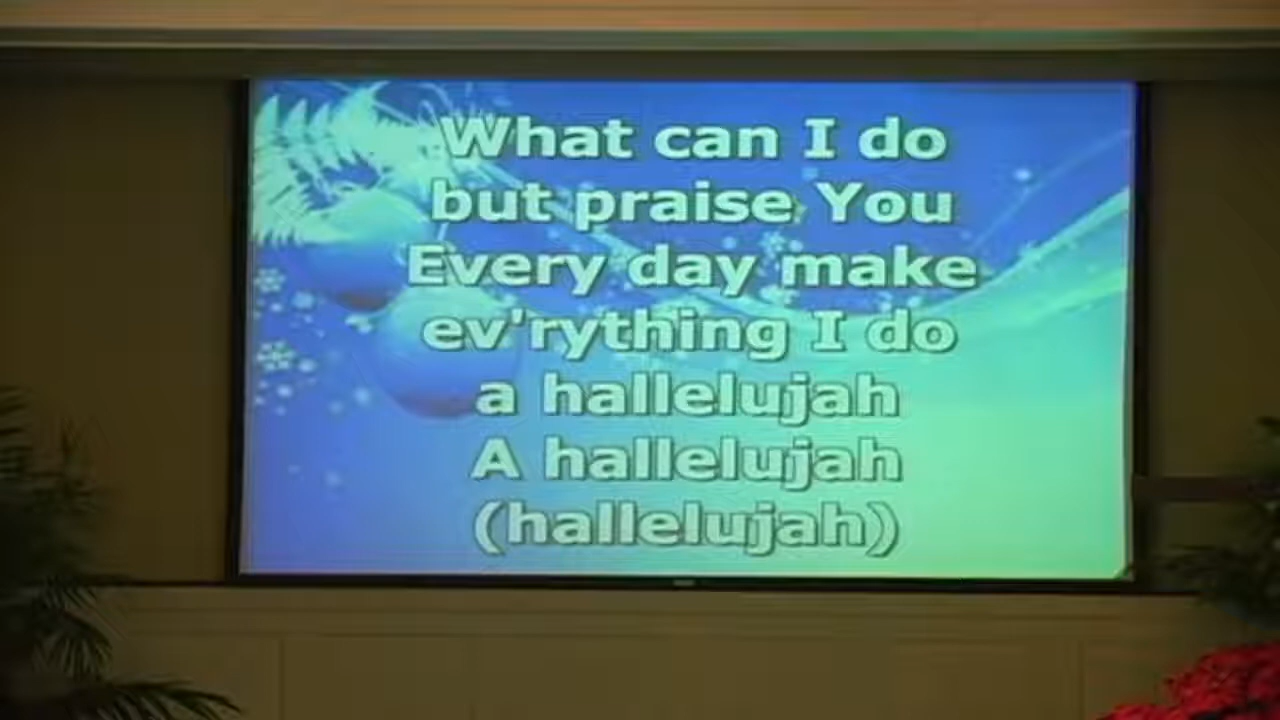 What can I do
but praise You
Every day make
ev'rything I do
a hallelujah
A hallelujah
(hallelujah)